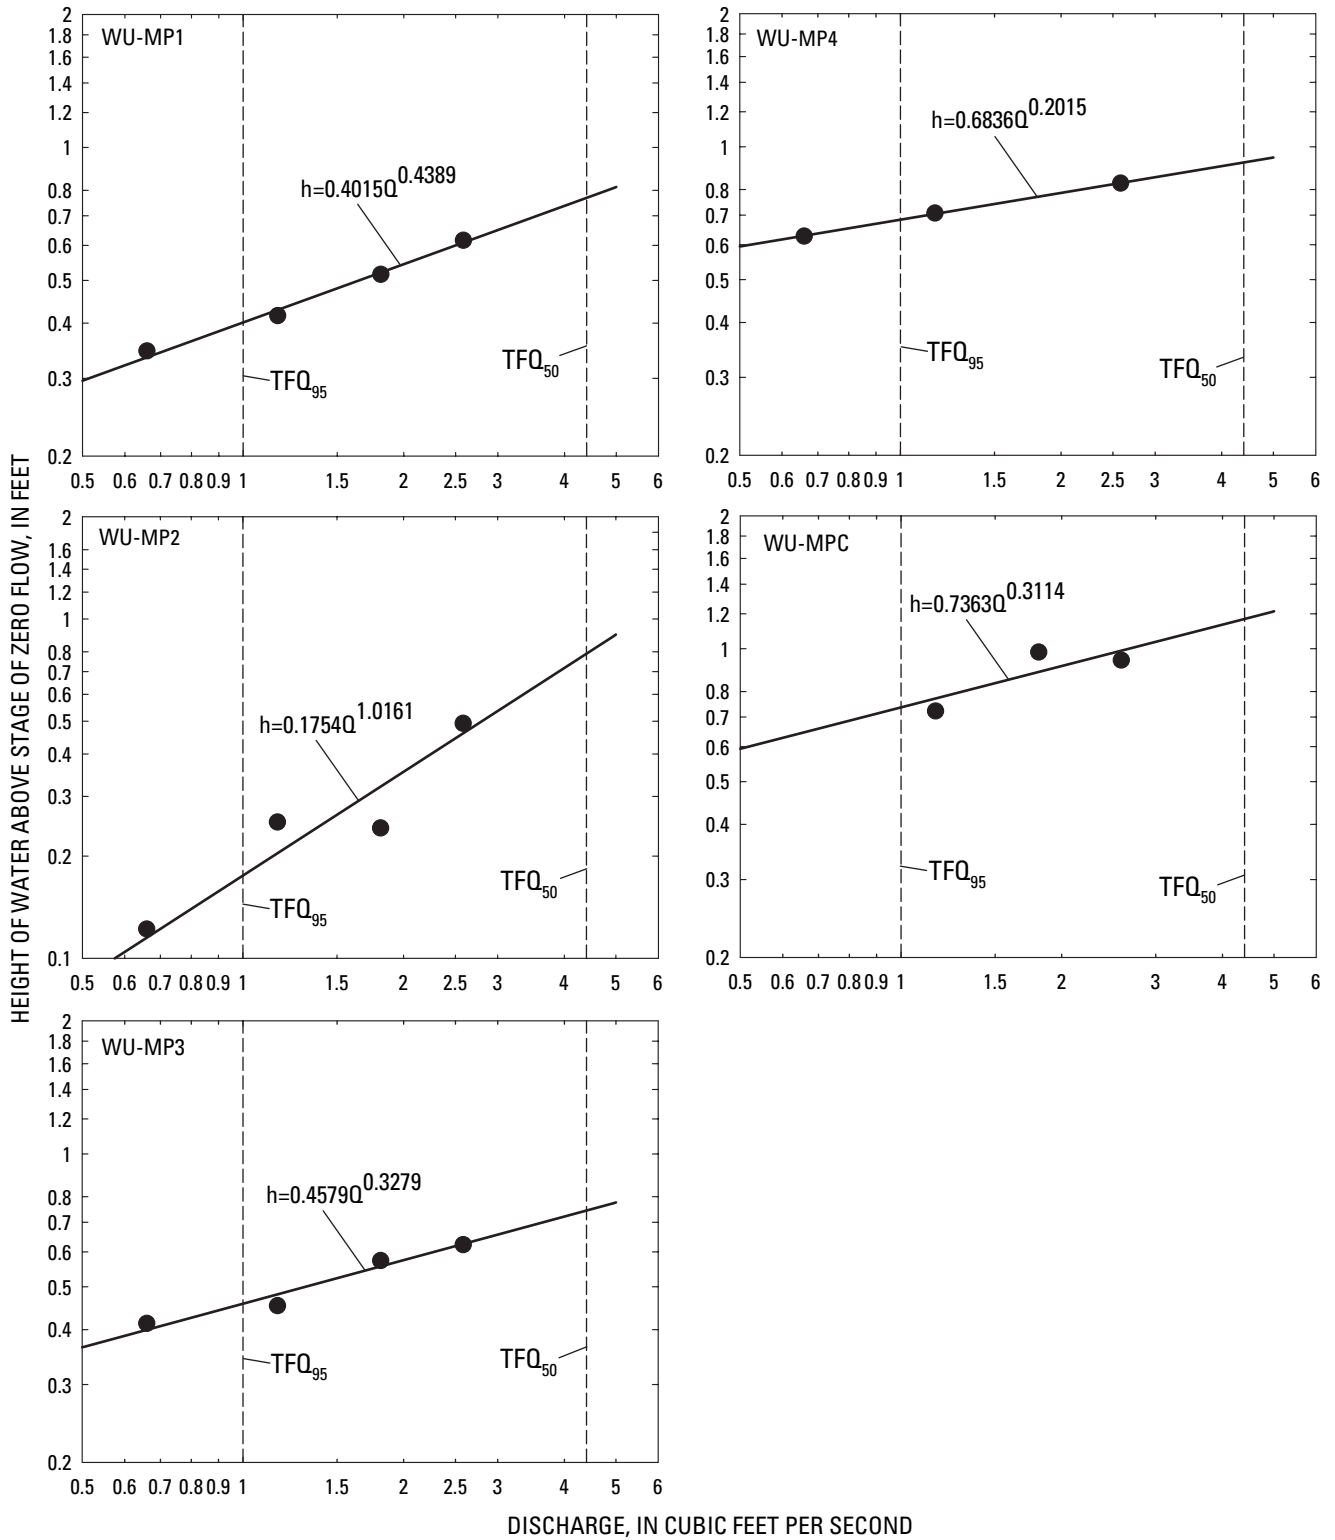 HEIGHT OF WATER ABOVE STAGE OF ZERO FLOW, IN FEET
WU-MP1
2
1.8
1.6
1.4
1.2
1
0.8
0.7
0.6
0.5
0.4
0.3
0.2
h=0.4015Q^0.4389
TFQ95
TFQ50
0.5 0.6 0.7 0.8 0.9 1 1.5 2 2.5 3 4 5 6
WU-MP4
2
1.8
1.6
1.4
1.2
1
0.8
0.7
0.6
0.5
0.4
0.3
0.2
h=0.6836Q^0.2015
TFQ95
TFQ50
0.5 0.6 0.7 0.8 0.9 1 1.5 2 2.5 3 4 5 6
WU-MP2
2
1.6
1.4
1.2
1
0.8
0.7
0.6
0.5
0.4
0.3
0.2
0.1
h=0.1754Q^1.0161
TFQ50
TFQ95
0.5 0.6 0.7 0.8 0.9 1 1.5 2 2.5 3 4 5 6
WU-MPC
2
1.8
1.6
1.4
1.2
1
0.8
0.7
0.6
0.5
0.4
0.3
0.2
h=0.7363Q^0.3114
TFQ95
TFQ50
0.5 0.6 0.7 0.8 0.9 1 1.5 2 2.5 3 4 5 6
WU-MP3
2
1.8
1.6
1.4
1.2
1
0.8
0.7
0.6
0.5
0.4
0.3
0.2
h=0.4579Q^0.3279
TFQ95
TFQ50
0.5 0.6 0.7 0.8 0.9 1 1.5 2 2.5 3 4 5 6
DISCHARGE, IN CUBIC FEET PER SECOND